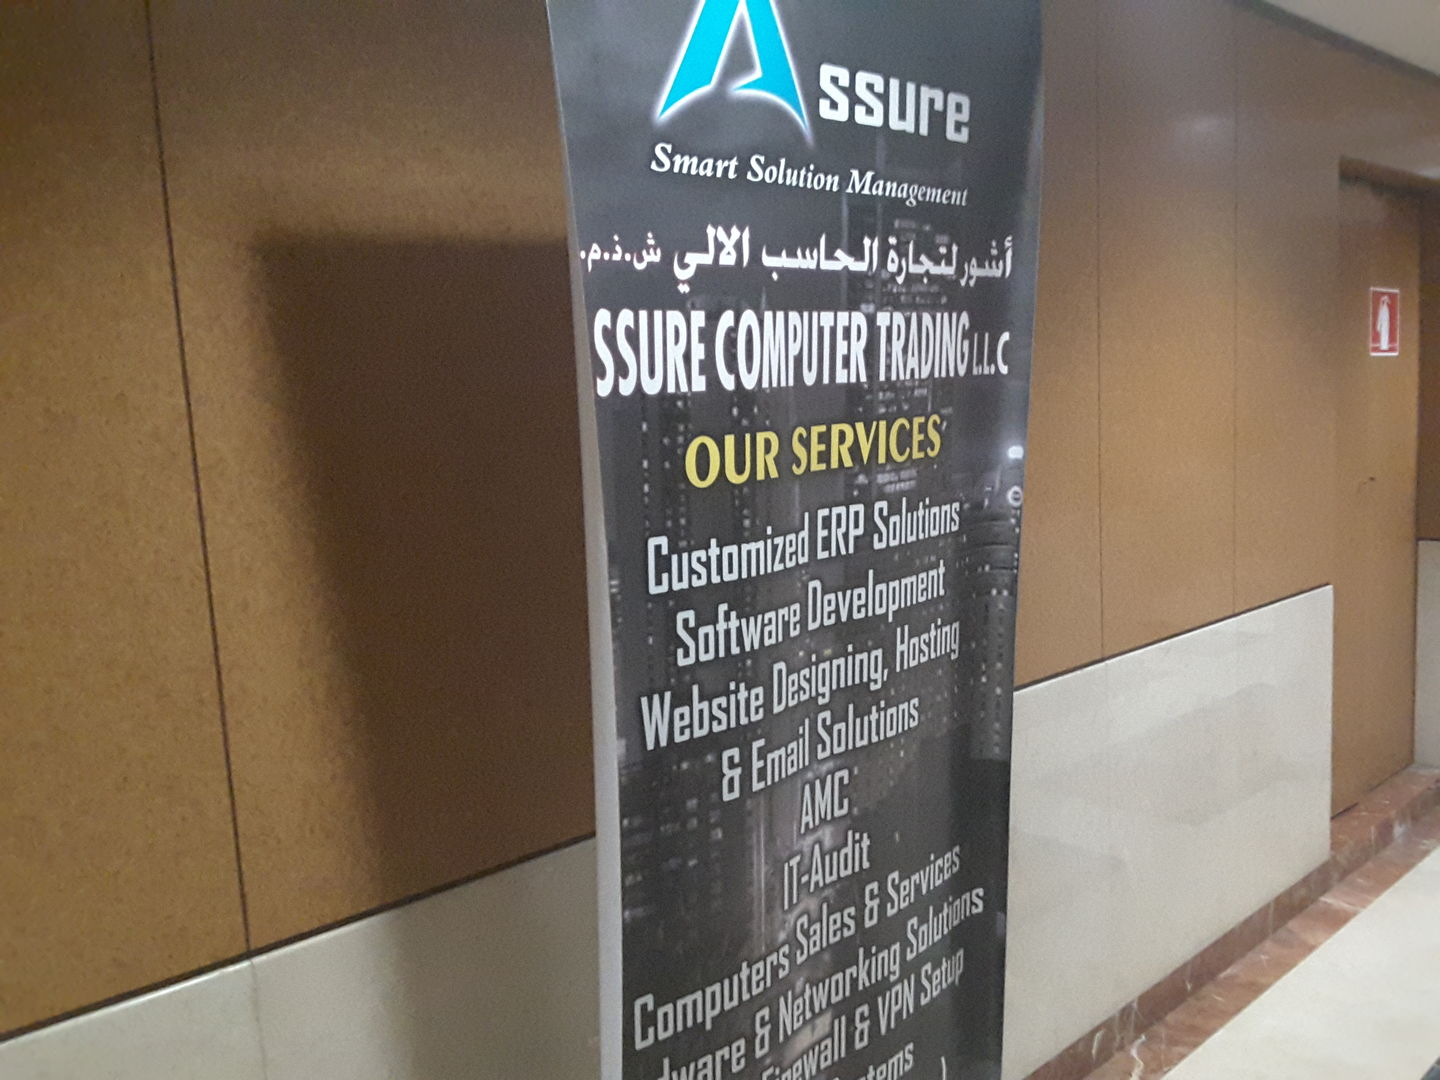 Assure
Smart Solution Management
أشور لتجارة الحاسب الالي ش.ذ.م.م
SSURE COMPUTER TRADING L.L.C
OUR SERVICES
Customized ERP Solutions
Software Development
Website Designing, Hosting
& Email Solutions
AMC
IT-Audit
Computers Sales & Services
& Networking Solutions
Firewall & VPN Setup